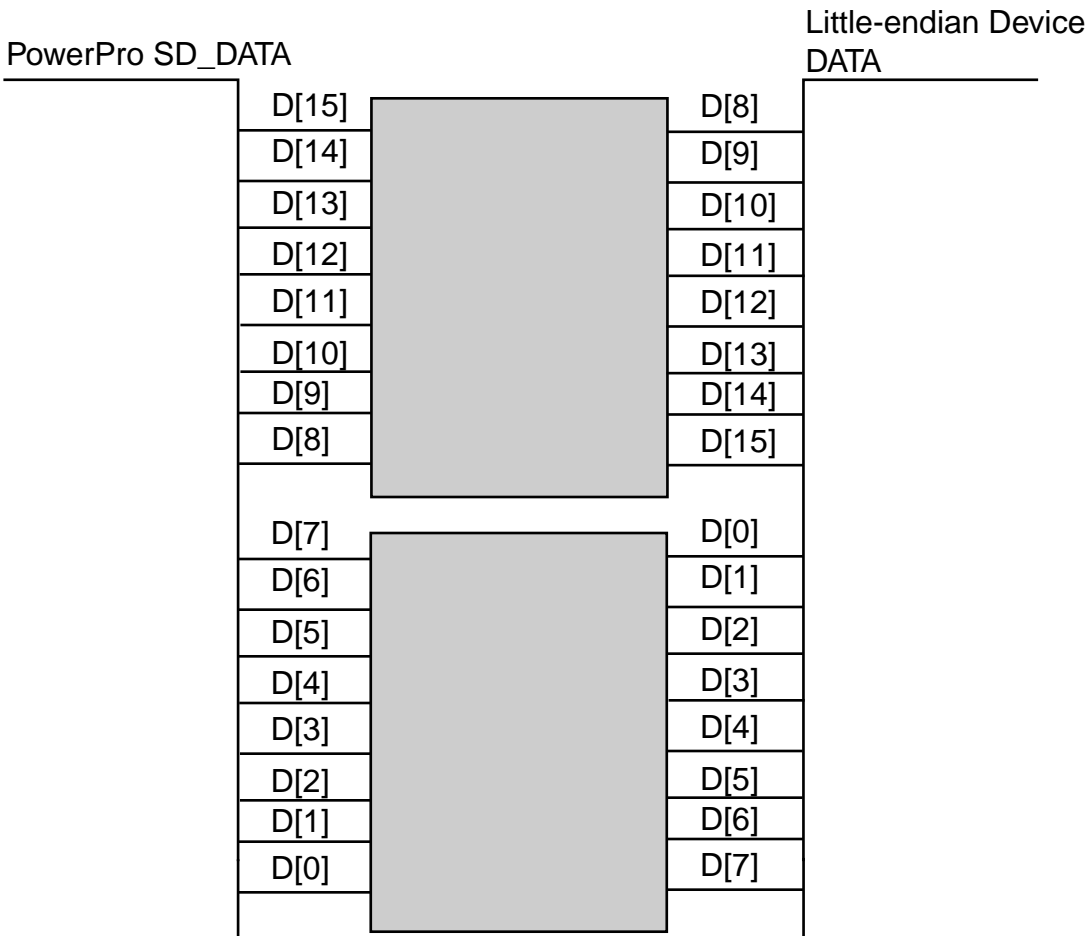 PowerPro SD_DATA
Little-endian Device
DATA
D[15] D[8]
D[14] D[9]
D[13] D[10]
D[12] D[11]
D[11] D[12]
D[10] D[13]
D[9] D[14]
D[8] D[15]
D[7] D[0]
D[6] D[1]
D[5] D[2]
D[4] D[3]
D[3] D[4]
D[2] D[5]
D[1] D[6]
D[0] D[7]